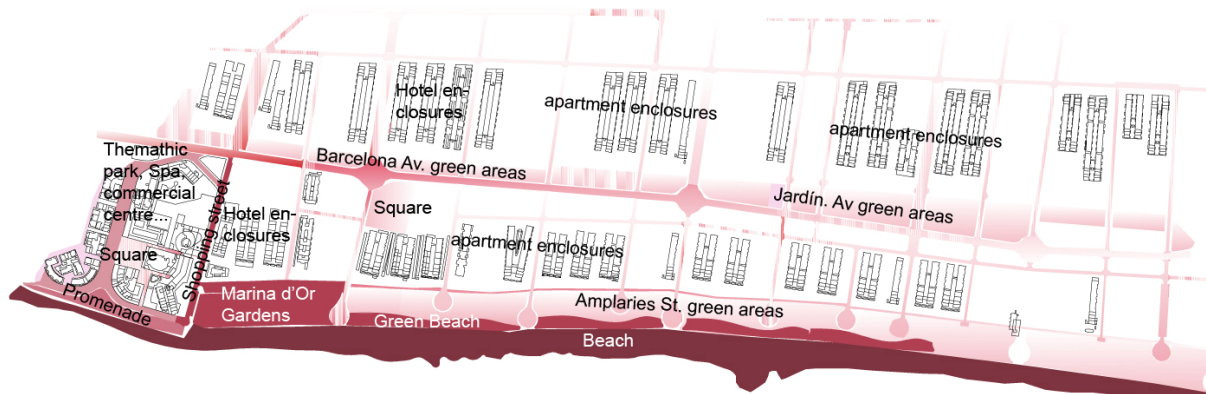 Hotel en-
closures
apartment enclosures
apartment enclosures
Themathic
park, Spa,
commercial
centre...
Barcelona Av. green areas
Jardín. Av green areas
Shopping street
Hotel en-
closures
Square
apartment enclosures
Square
Promenade
Marina d'Or
Gardens
Green Beach
Amplaries St. green areas
Beach